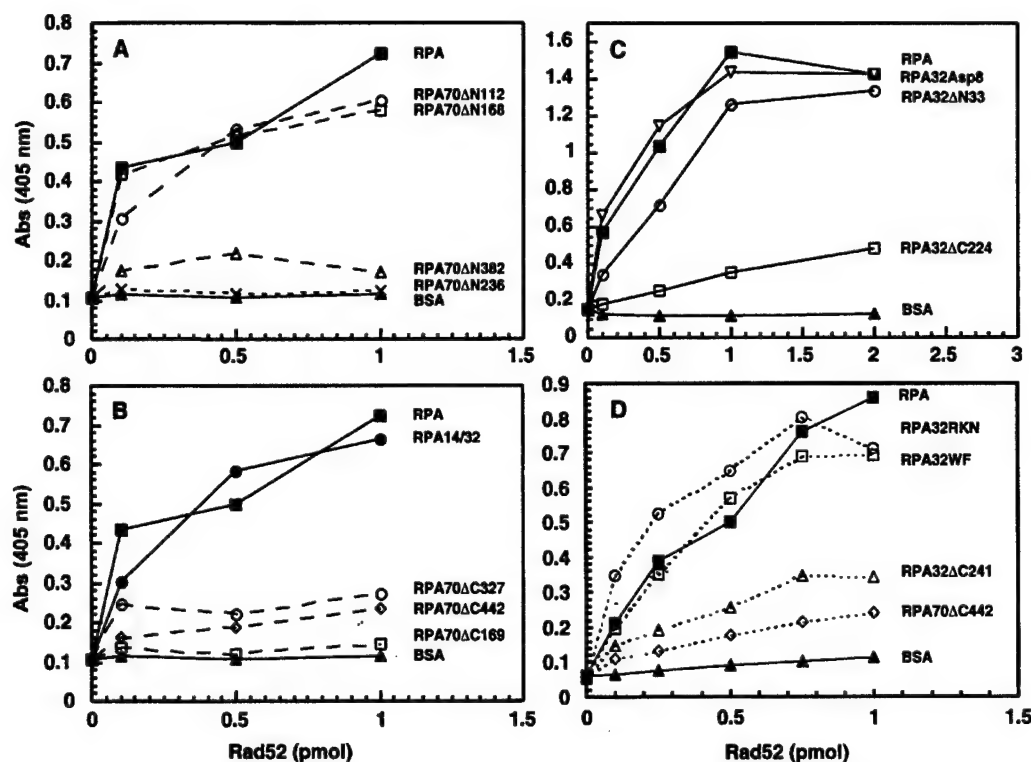 A
Abs (405 nm)
0.8
0.7
0.6
0.5
0.4
0.3
0.2
0.1
0
0
0.5
1
1.5
RPA
RPA70ΔN112
RPA70ΔN168
RPA70ΔN382
RPA70ΔN236
BSA
C
1.6
1.4
1.2
1
0.8
0.6
0.4
0.2
0
0
0.5
1
1.5
2
2.5
3
RPA
RPA32Asp8
RPA32ΔN33
RPA32ΔC224
BSA
B
Abs (405 nm)
0.8
0.7
0.6
0.5
0.4
0.3
0.2
0.1
0
0
0.5
1
1.5
Rad52 (pmol)
RPA
RPA14/32
RPA70ΔC327
RPA70ΔC442
RPA70ΔC169
BSA
D
0.9
0.8
0.7
0.6
0.5
0.4
0.3
0.2
0.1
0
0
0.5
1
1.5
Rad52 (pmol)
RPA
RPA32RKN
RPA32WF
RPA32ΔC241
RPA70ΔC442
BSA